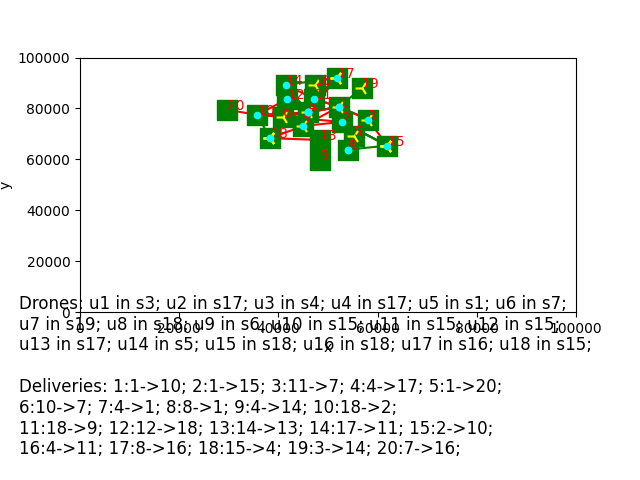 100000
80000
60000
40000
20000
0
y
17
19
20
15
0 20000 40000 60000 80000 100000
x
Drones: u1 in s3; u2 in s17; u3 in s4; u4 in s17; u5 in s1; u6 in s7;
u7 in s19; u8 in s18; u9 in s6; u10 in s15; u11 in s15; u12 in s15;
u13 in s17; u14 in s5; u15 in s18; u16 in s18; u17 in s16; u18 in s15;
Deliveries: 1:1->10; 2:1->15; 3:11->7; 4:4->17; 5:1->20;
6:10->7; 7:4->1; 8:8->1; 9:4->14; 10:18->2;
11:18->9; 12:12->18; 13:14->13; 14:17->11; 15:2->10;
16:4->11; 17:8->16; 18:15->4; 19:3->14; 20:7->16;